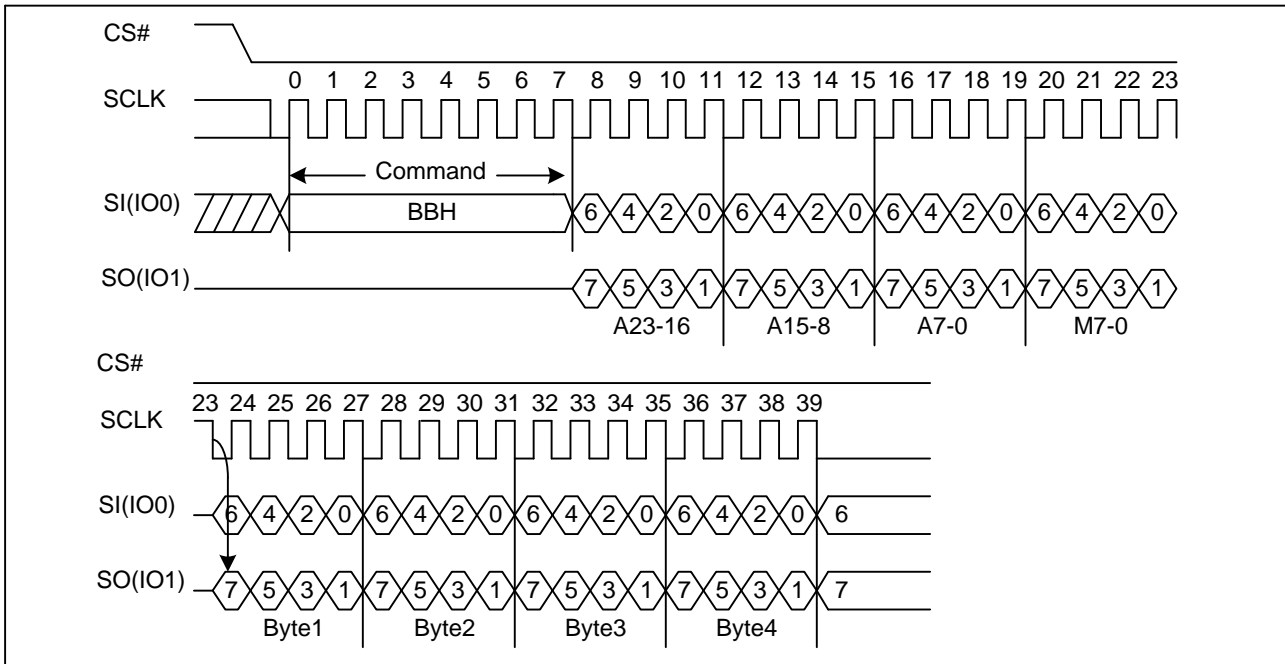 CS#
0 1 2 3 4 5 6 7 8 9 10 11 12 13 14 15 16 17 18 19 20 21 22 23
SCLK
Command
SI(IO0) BBH 6 4 2 0 6 4 2 0 6 4 2 0 6 4 2 0
SO(IO1) 7 5 3 1 7 5 3 1 7 5 3 1 7 5 3 1
A23-16 A15-8 A7-0 M7-0
CS#
23 24 25 26 27 28 29 30 31 32 33 34 35 36 37 38 39
SCLK
SI(IO0) 6 4 2 0 6 4 2 0 6 4 2 0 6 4 2 0 6
SO(IO1) 7 5 3 1 7 5 3 1 7 5 3 1 7 5 3 1 7
Byte1 Byte2 Byte3 Byte4